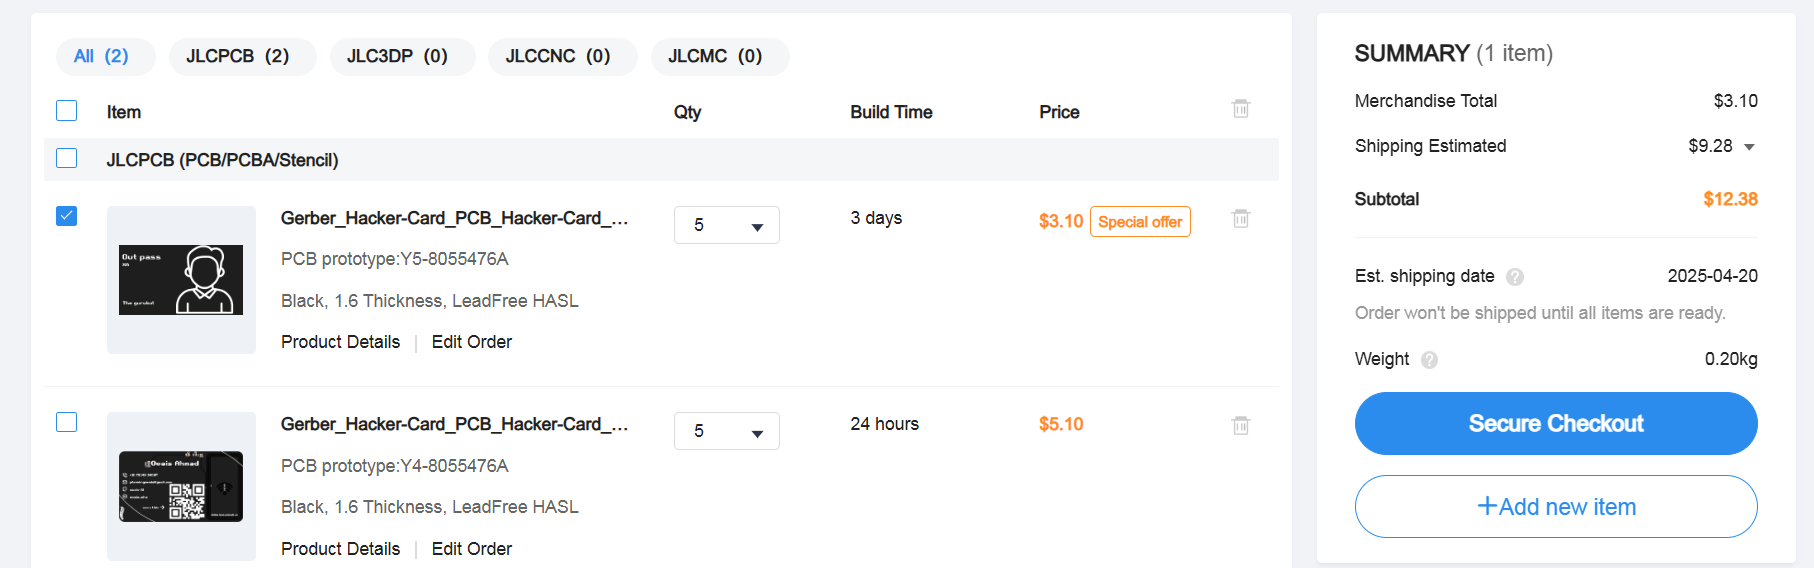 All (2) JLCPCB (2) JLC3DP (0) JLCCNC (0) JLCMC (0)
Item Qty Build Time Price
JLCPCB (PCB/PCBA/Stencil)
Gerber_Hacker-Card_PCB_Hacker-Card_... 5 3 days $3.10 Special offer
PCB prototype:Y5-8055476A
Black, 1.6 Thickness, LeadFree HASL
Product Details | Edit Order
Out pass
The gurukul
Gerber_Hacker-Card_PCB_Hacker-Card_... 5 24 hours $5.10
PCB prototype:Y4-8055476A
Black, 1.6 Thickness, LeadFree HASL
Product Details | Edit Order
Owais Ahmad
SUMMARY (1 item)
Merchandise Total $3.10
Shipping Estimated $9.28
Subtotal $12.38
Est. shipping date ? 2025-04-20
Order won't be shipped until all items are ready.
Weight ? 0.20kg
Secure Checkout
+Add new item